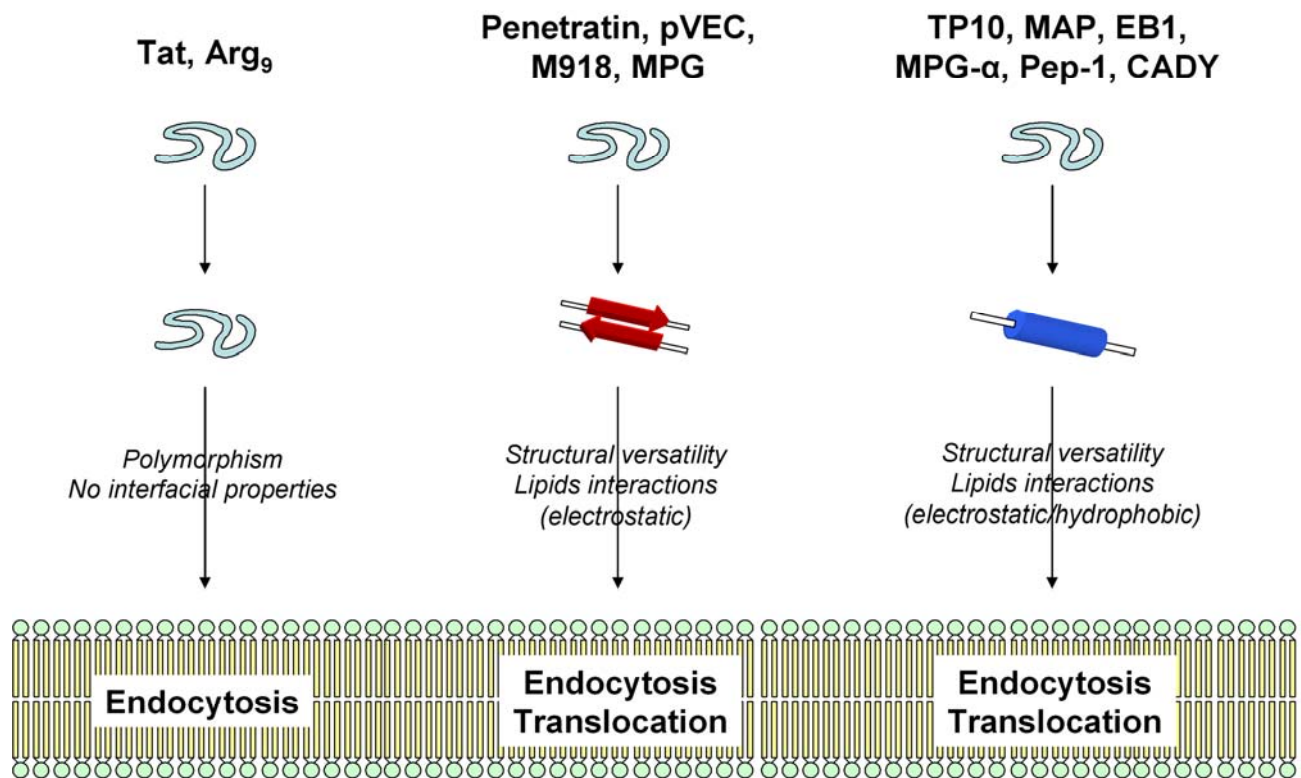 Tat, Arg₉
Penetratin, pVEC,
M918, MPG
TP10, MAP, EB1,
MPG-α, Pep-1, CADY
Polymorphism
No interfacial properties
Structural versatility
Lipids interactions
(electrostatic)
Structural versatility
Lipids interactions
(electrostatic/hydrophobic)
Endocytosis
Endocytosis
Translocation
Endocytosis
Translocation